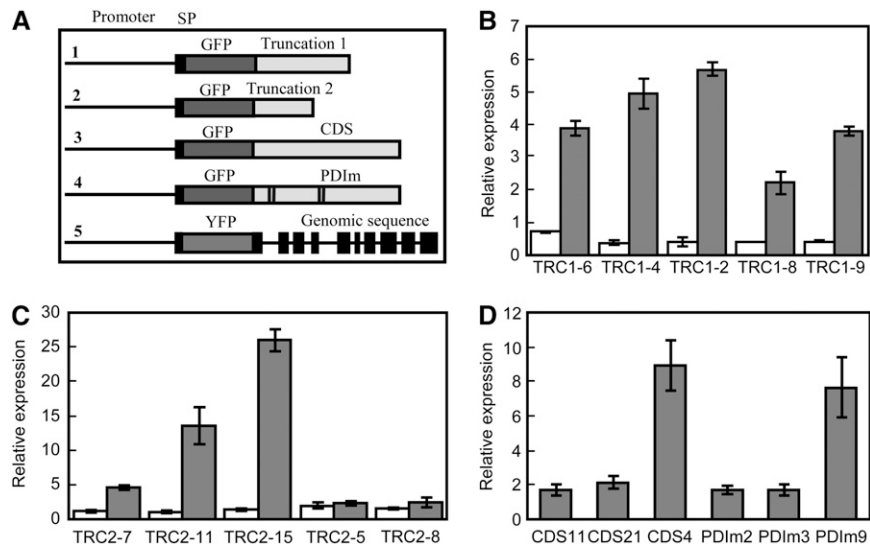 A
Promoter SP
1 GFP Truncation 1
2 GFP Truncation 2
3 GFP CDS
4 GFP PDIm
5 YFP Genomic sequence
B
Relative expression
7
6
5
4
3
2
1
0
TRC1-6 TRC1-4 TRC1-2 TRC1-8 TRC1-9
C
Relative expression
30
25
20
15
10
5
0
TRC2-7 TRC2-11 TRC2-15 TRC2-5 TRC2-8
D
Relative expression
12
10
8
6
4
2
0
CDS11 CDS21 CDS4 PDIm2 PDIm3 PDIm9